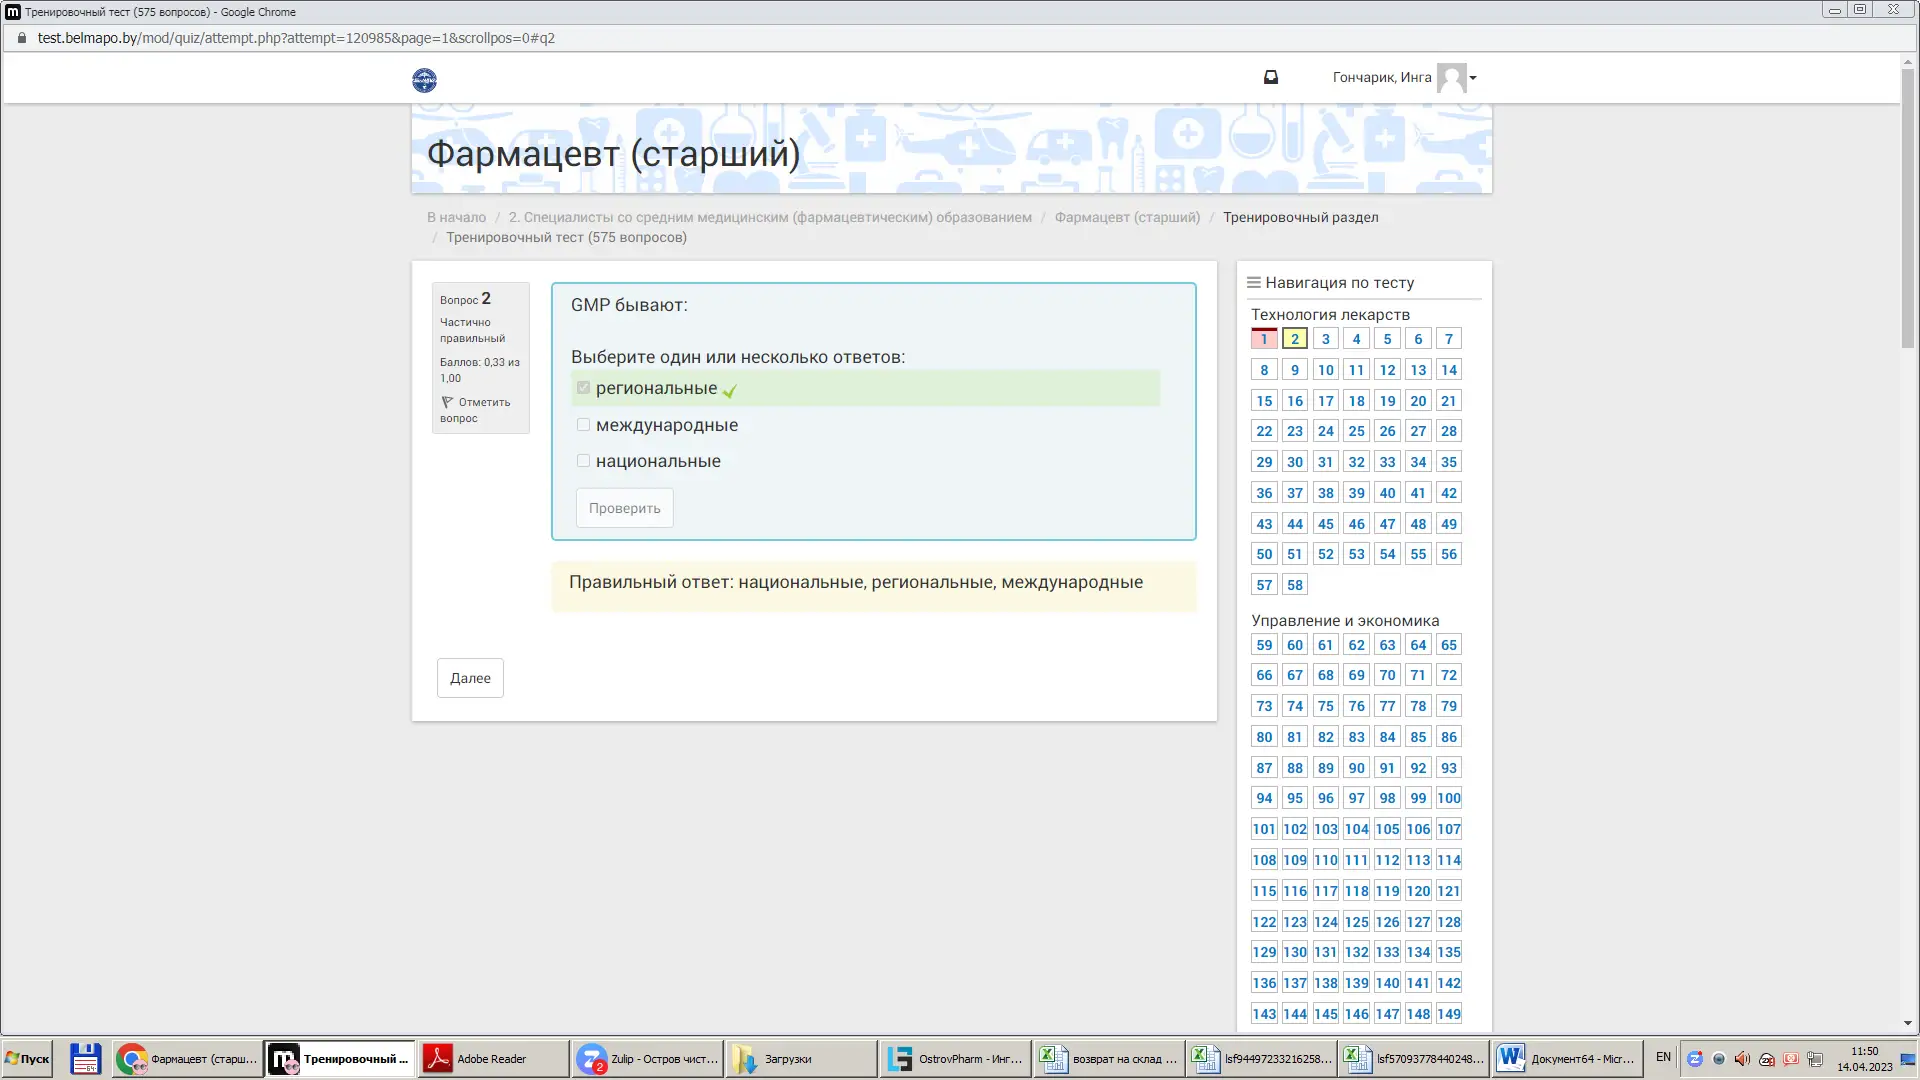 Тренировочный тест (575 вопросов) - Google Chrome
test.belmapo.by/mod/quiz/attempt.php?attempt=120985&page=1&scrollpos=0#q2
Гончарик, Инга
Фармацевт (старший)
В начало / 2. Специалисты со средним медицинским (фармацевтическим) образованием / Фармацевт (старший) / Тренировочный раздел
/ Тренировочный тест (575 вопросов)
Вопрос 2
Частично
правильный
Баллов: 0,33 из
1,00
Отметить
вопрос
GMP бывают:
Выберите один или несколько ответов:
региональные
международные
национальные
Проверить
Правильный ответ: национальные, региональные, международные
Далее
Навигация по тесту
Технология лекарств
1 2 3 4 5 6 7
8 9 10 11 12 13 14
15 16 17 18 19 20 21
22 23 24 25 26 27 28
29 30 31 32 33 34 35
36 37 38 39 40 41 42
43 44 45 46 47 48 49
50 51 52 53 54 55 56
57 58
Управление и экономика
59 60 61 62 63 64 65
66 67 68 69 70 71 72
73 74 75 76 77 78 79
80 81 82 83 84 85 86
87 88 89 90 91 92 93
94 95 96 97 98 99 100
101 102 103 104 105 106 107
108 109 110 111 112 113 114
115 116 117 118 119 120 121
122 123 124 125 126 127 128
129 130 131 132 133 134 135
136 137 138 139 140 141 142
143 144 145 146 147 148 149
Пуск
Фармацевт (старш...
Тренировочный ...
Adobe Reader
2
Zulip - Остров чист...
Загрузки
OstrovPharm - Инг...
возврат на склад ...
lsf94497233216258...
lsf57093778440248...
Документ64 - Micr...
EN
11:50
14.04.2023